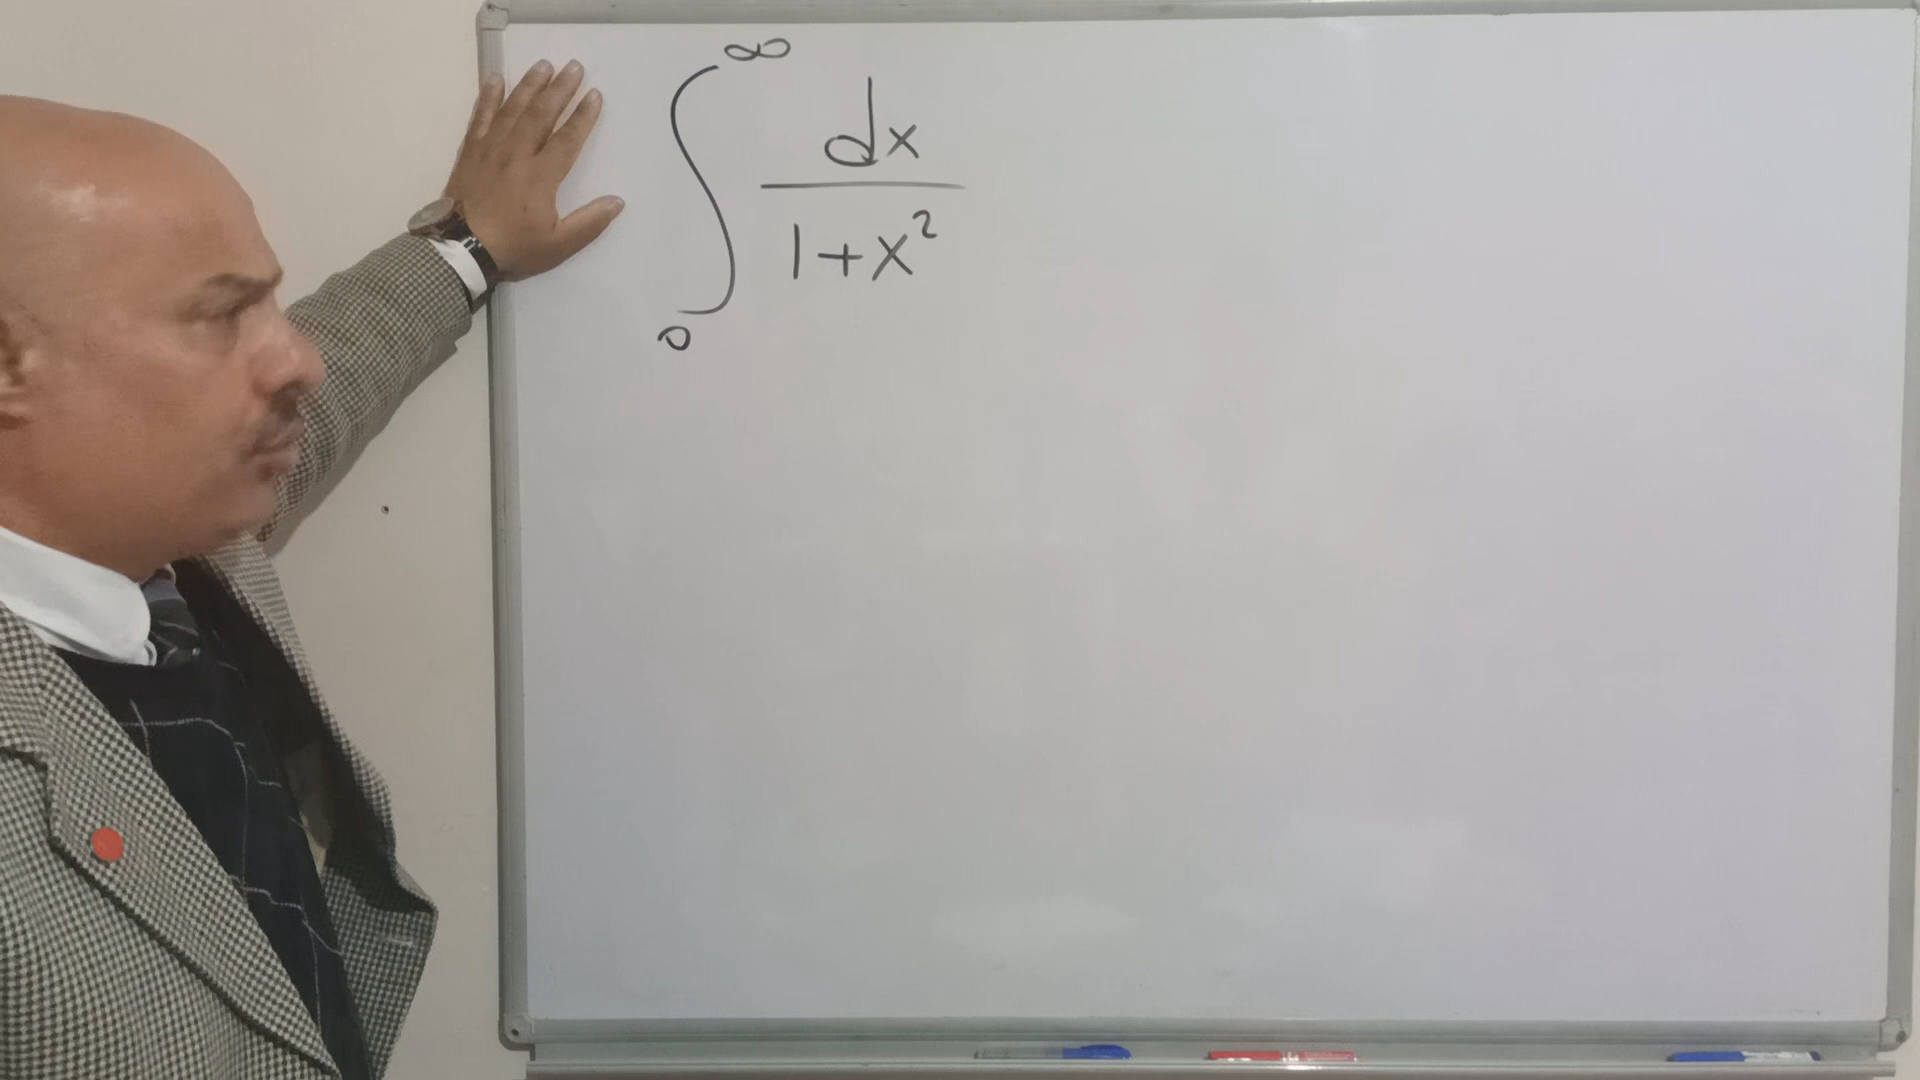 ∫₀^∞ dx / (1+x²)